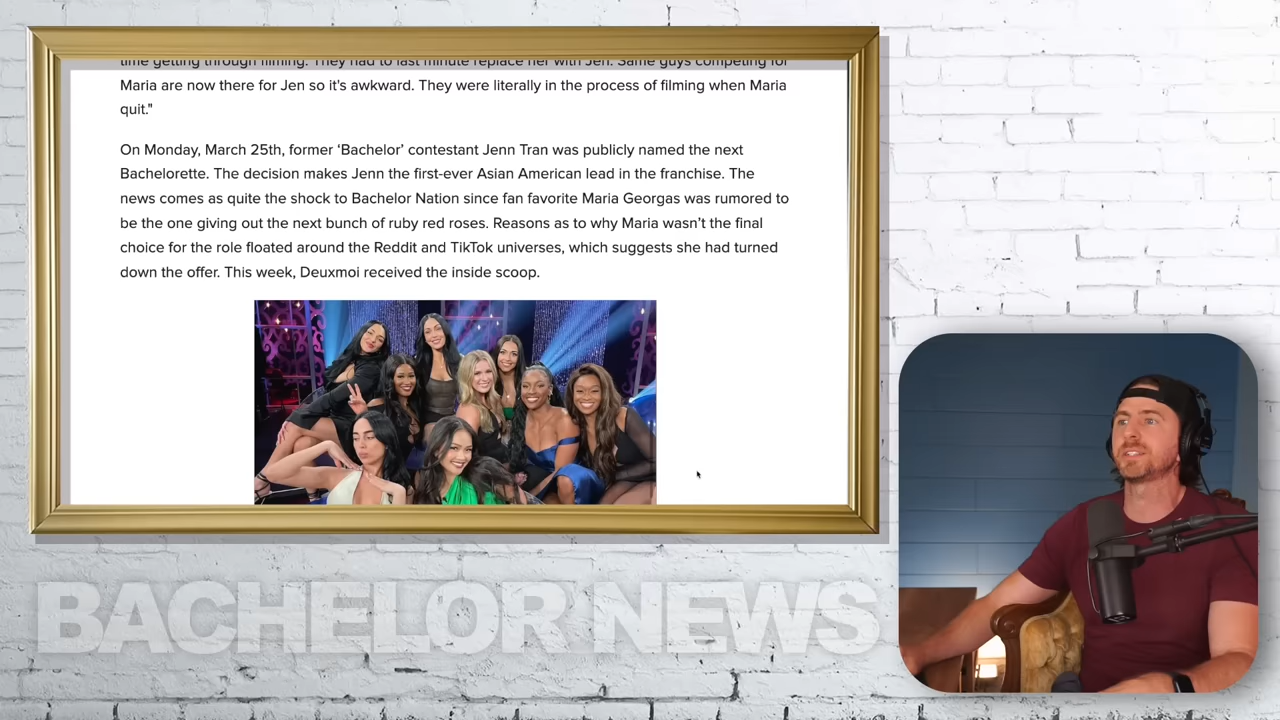 time getting through filming. They had to last minute replace her with Jen. Same guys competing for
Maria are now there for Jen so it's awkward. They were literally in the process of filming when Maria
quit."
On Monday, March 25th, former ‘Bachelor’ contestant Jenn Tran was publicly named the next
Bachelorette. The decision makes Jenn the first-ever Asian American lead in the franchise. The
news comes as quite the shock to Bachelor Nation since fan favorite Maria Georgas was rumored to
be the one giving out the next bunch of ruby red roses. Reasons as to why Maria wasn’t the final
choice for the role floated around the Reddit and TikTok universes, which suggests she had turned
down the offer. This week, Deuxmoi received the inside scoop.
BACHELOR NEWS